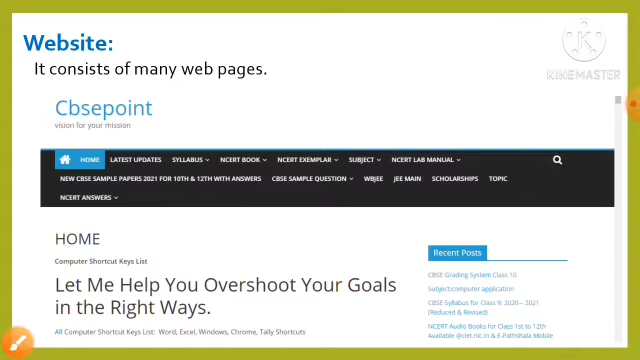 Website:
It consists of many web pages.
KINEMASTER
Cbsepoint
vision for your mission
HOME LATEST UPDATES SYLLABUS NCERT BOOK NCERT EXEMPLAR SUBJECT NCERT LAB MANUAL
NEW CBSE SAMPLE PAPERS 2021 FOR 10TH & 12TH WITH ANSWERS CBSE SAMPLE QUESTION WBJEE JEE MAIN SCHOLARSHIPS TOPIC
NCERT ANSWERS
HOME
Computer Shortcut Keys List
Let Me Help You Overshoot Your Goals
in the Right Ways.
All Computer Shortcut Keys List: Word, Excel, Windows, Chrome, Tally Shortcuts
Recent Posts
CBSE Grading System Class 10
Subject:computer application
CBSE Syllabus for Class 9: 2020 – 2021
(Reduced & Revised)
NCERT Audio Books for Class 1st to 12th
Available @ciet.nic.in & E-Pathshala Mobile